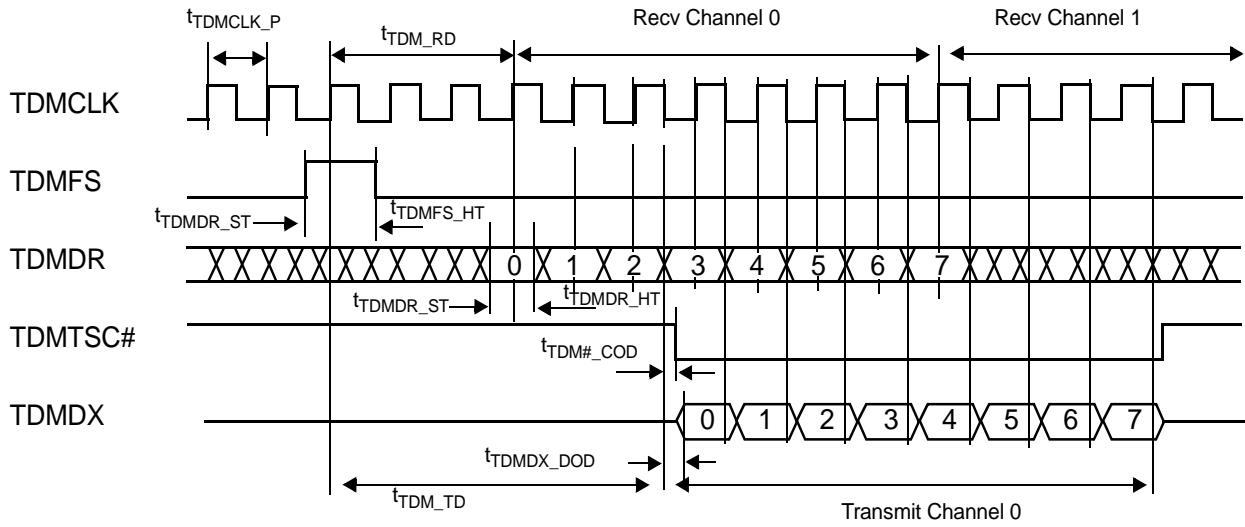 tTDMCLK_P
Recv Channel 0
Recv Channel 1
tTDM_RD
TDMCLK
TDMFS
tTDMDR_ST
tTDMFS_HT
TDMDR
0 1 2 3 4 5 6 7
tTDMDR_ST
tTDMDR_HT
TDMTSC#
tTDM#_COD
TDMDX
0 1 2 3 4 5 6 7
tTDMDX_DOD
tTDM_TD
Transmit Channel 0